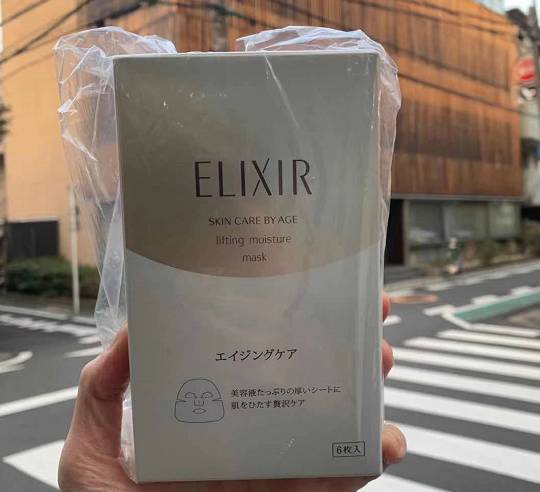 ELIXIR
SKIN CARE BY AGE
lifting moisture
mask
エイジングケア
美容液たっぷりの厚いシートに
肌をひたす贅沢ケア
6枚入